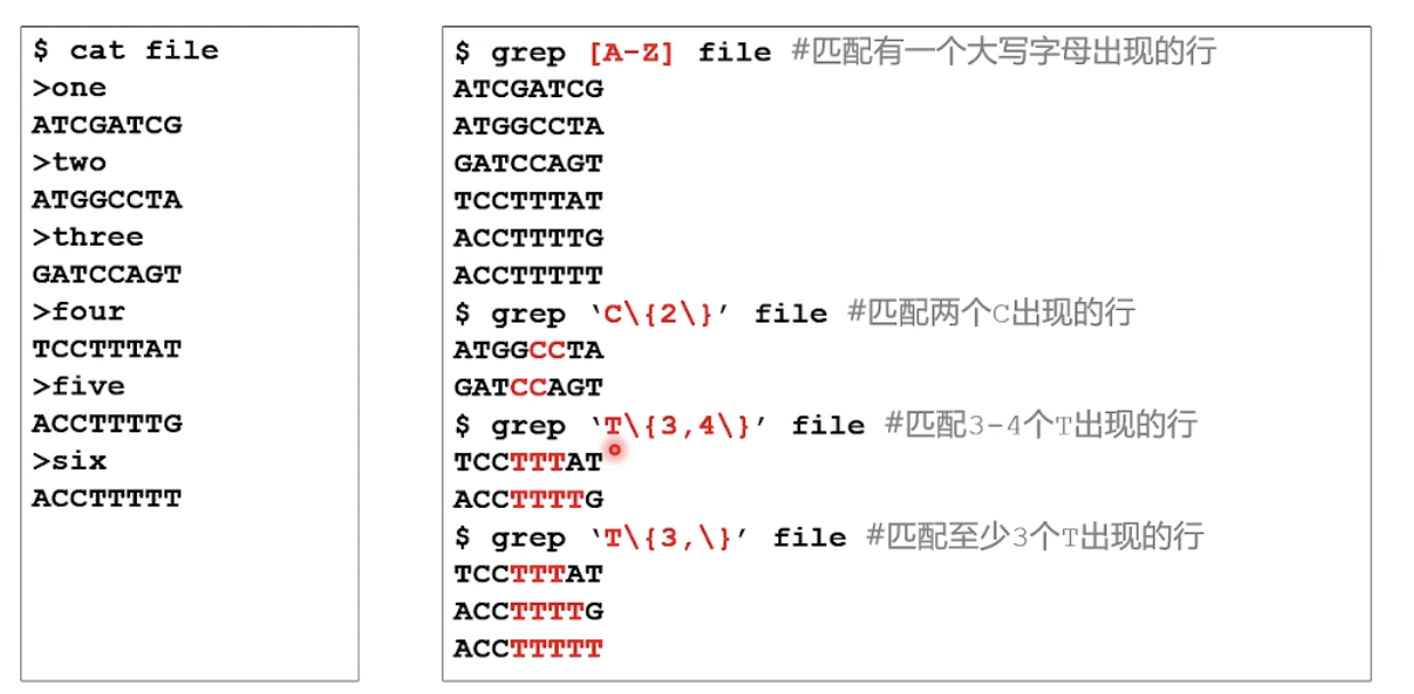 $ cat file
>one
ATCGATCG
>two
ATGGCCTA
>three
GATCCAGT
>four
TCCTTTAT
>five
ACCTTTTG
>six
ACCTTTTT
$ grep [A-Z] file #匹配有一个大写字母出现的行
ATCGATCG
ATGGCCTA
GATCCAGT
TCCTTTAT
ACCTTTTG
ACCTTTTT
$ grep ‘C\{2\}’ file #匹配两个C出现的行
ATGGCCTA
GATCCAGT
$ grep ‘T\{3,4\}’ file #匹配3-4个T出现的行
TCCTTTAT
ACCTTTTG
$ grep ‘T\{3,\}’ file #匹配至少3个T出现的行
TCCTTTAT
ACCTTTTG
ACCTTTTT